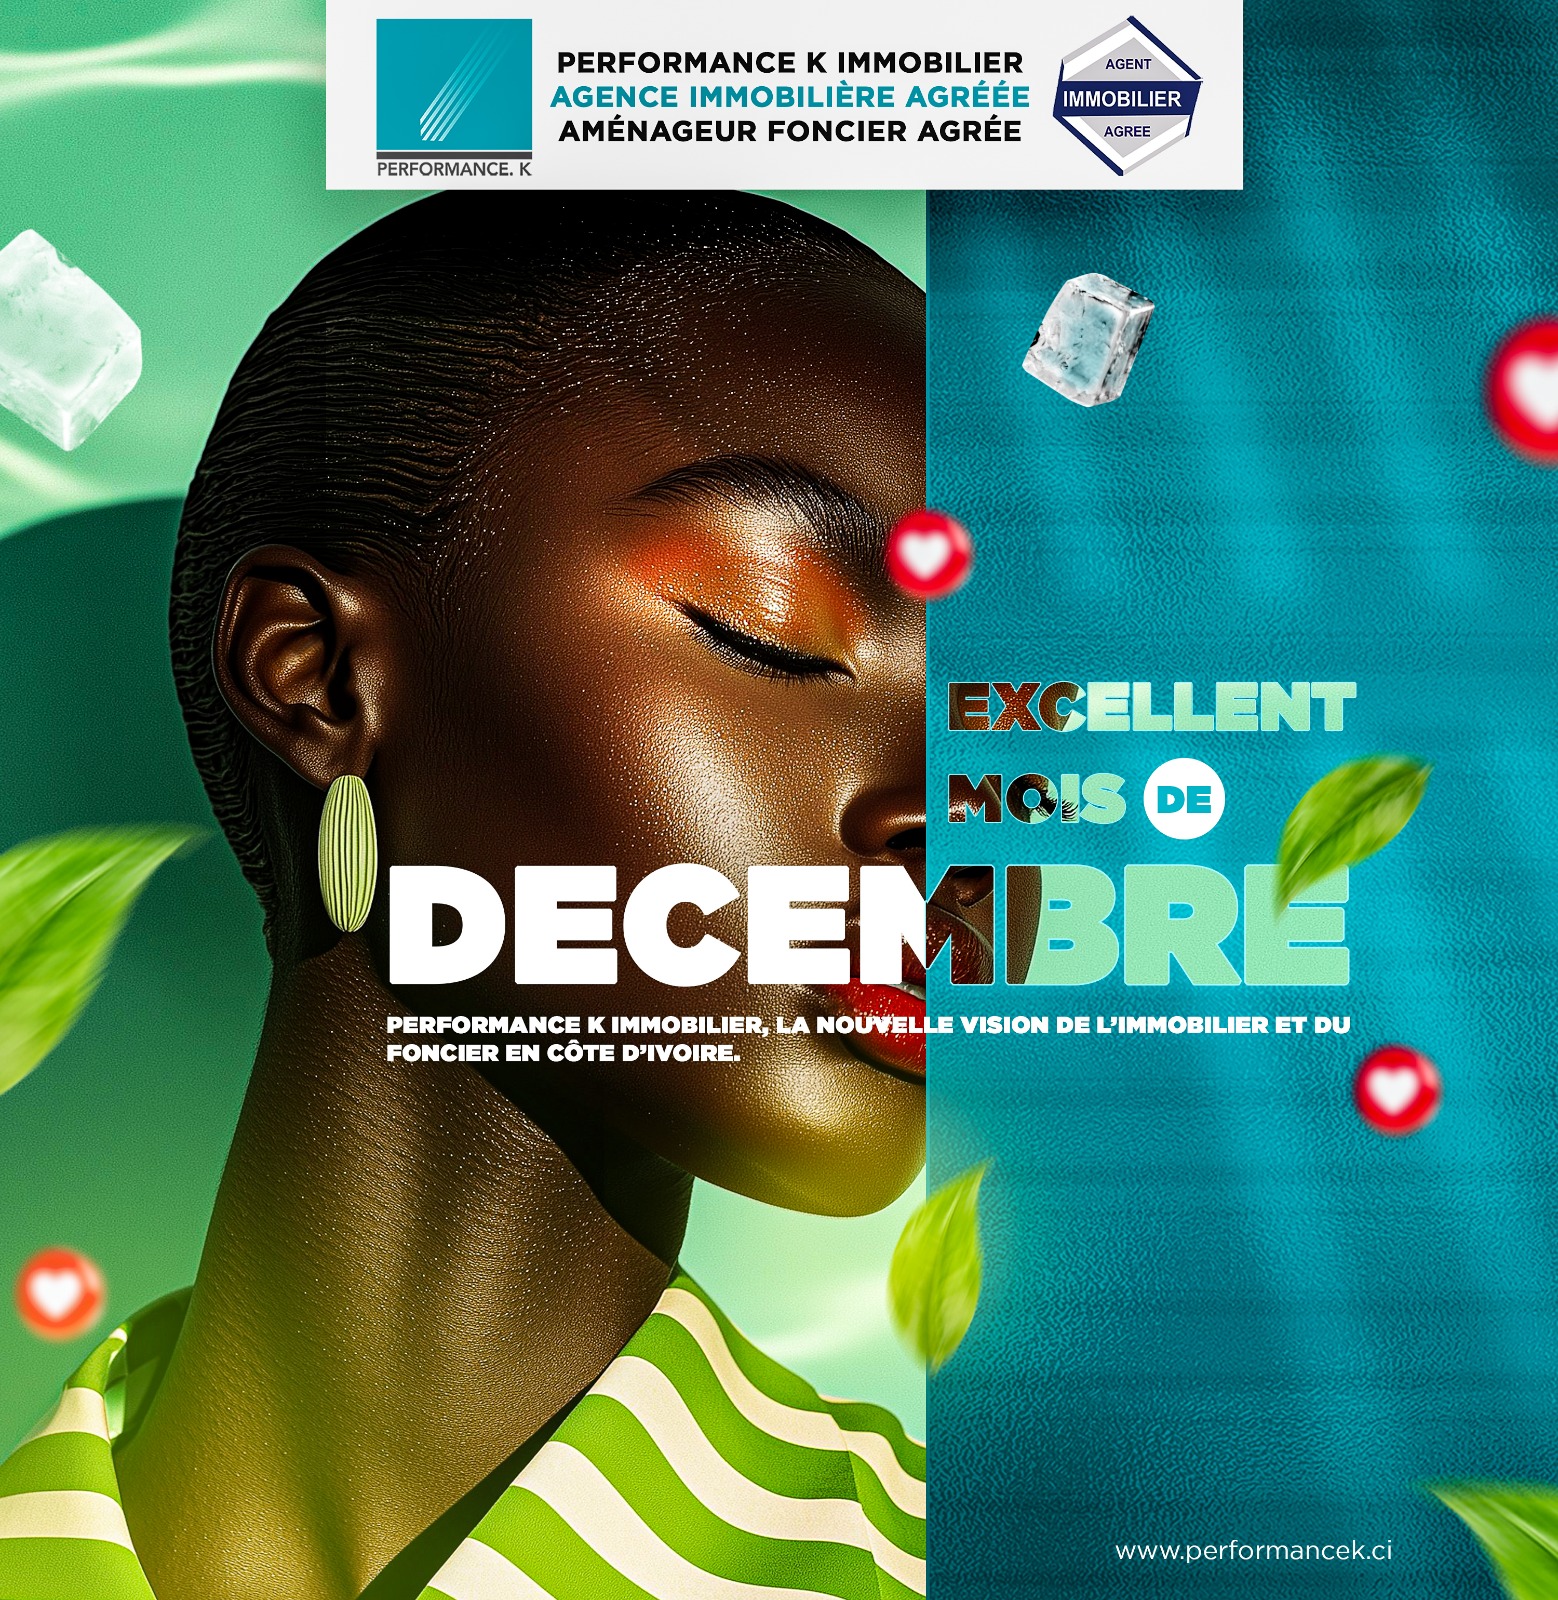 PERFORMANCE. K
PERFORMANCE K IMMOBILIER
AGENCE IMMOBILIÈRE AGRÉÉE
AMÉNAGEUR FONCIER AGRÉE
AGENT
IMMOBILIER
AGREE
EXCELLENT
MOIS DE
DECEMBRE
PERFORMANCE K IMMOBILIER, LA NOUVELLE VISION DE L'IMMOBILIER ET DU
FONCIER EN CÔTE D'IVOIRE.
www.performancek.ci